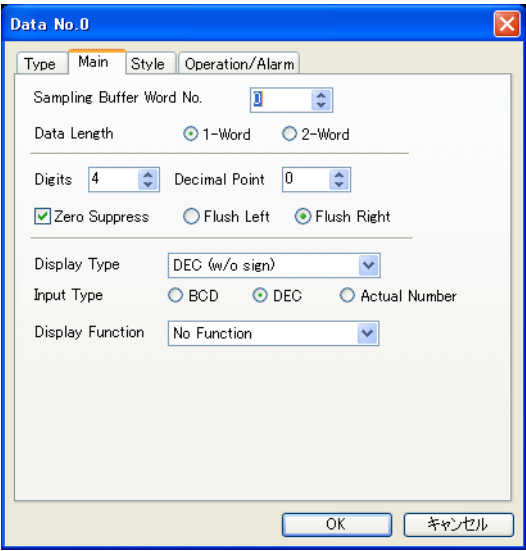 Data No.0
Type Main Style Operation/Alarm
Sampling Buffer Word No. 0
Data Length 1-Word 2-Word
Digits 4 Decimal Point 0
Zero Suppress Flush Left Flush Right
Display Type DEC (w/o sign)
Input Type BCD DEC Actual Number
Display Function No Function
OK キャンセル